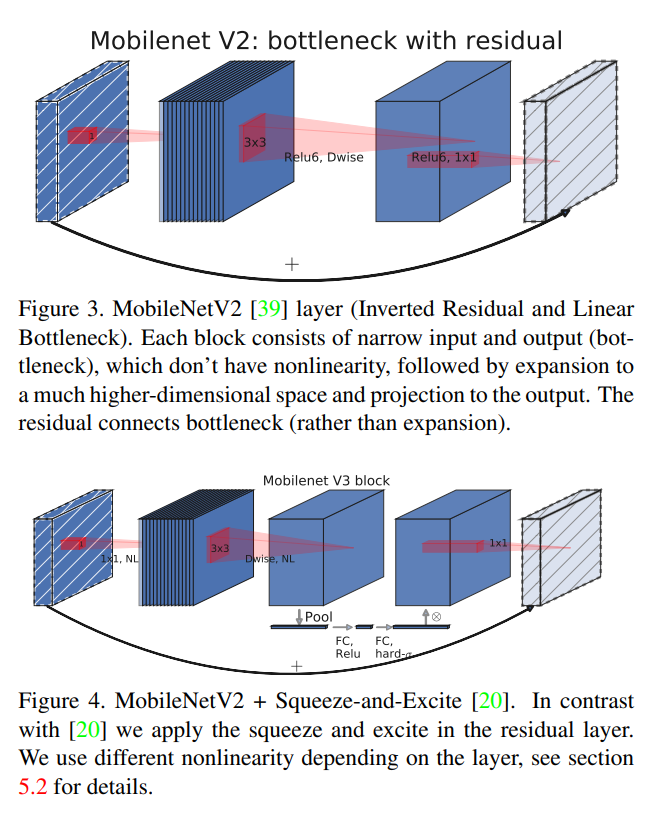 Mobilenet V2: bottleneck with residual
3x3
Relu6, Dwise
Relu6, 1x1
+
Figure 3. MobileNetV2 [39] layer (Inverted Residual and Linear
Bottleneck). Each block consists of narrow input and output (bot-
tleneck), which don’t have nonlinearity, followed by expansion to
a much higher-dimensional space and projection to the output. The
residual connects bottleneck (rather than expansion).
Mobilenet V3 block
1x1, NL
3x3
Dwise, NL
1x1
Pool
⊗
FC,
Relu
FC,
hard-σ
+
Figure 4. MobileNetV2 + Squeeze-and-Excite [20]. In contrast
with [20] we apply the squeeze and excite in the residual layer.
We use different nonlinearity depending on the layer, see section
5.2 for details.